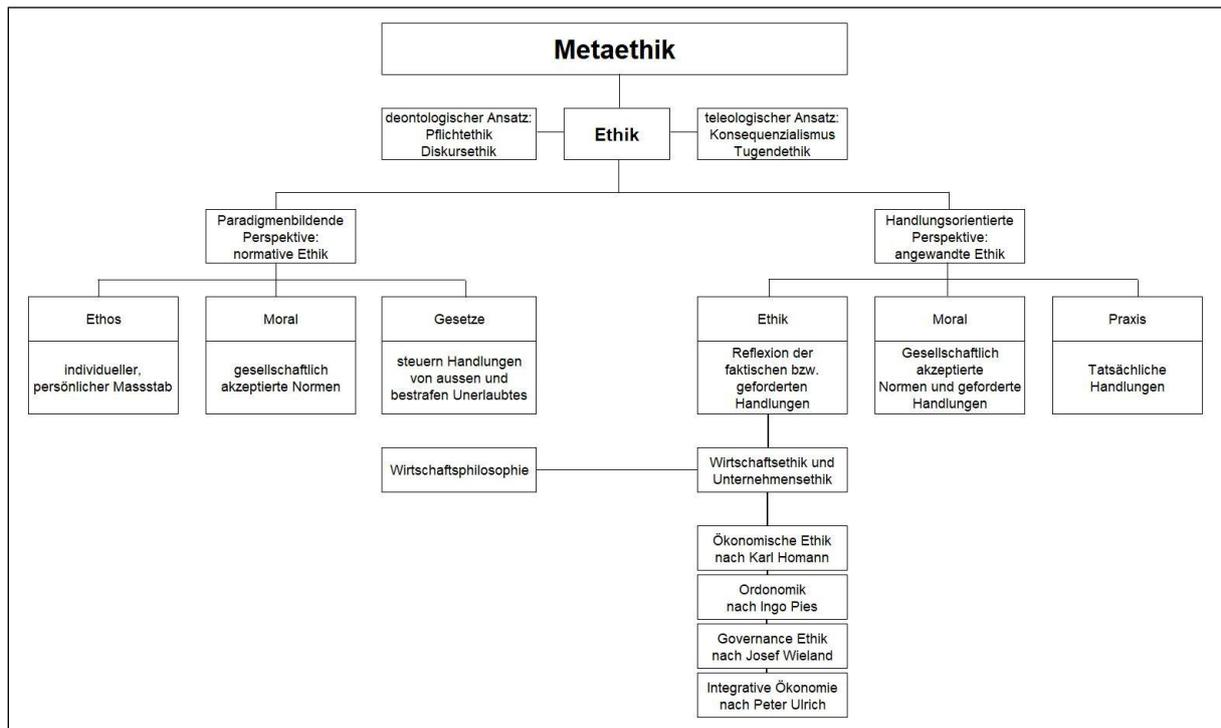 Metaethik
deontologischer Ansatz:
Pflichtethik
Diskursethik
Ethik
teleologischer Ansatz:
Konsequenzialismus
Tugendethik
Paradigmenbildende
Perspektive:
normative Ethik
Handlungsorientierte
Perspektive:
angewandte Ethik
Ethos
individueller,
persönlicher Massstab
Moral
gesellschaftlich
akzeptierte Normen
Gesetze
steuern Handlungen
von aussen und
bestrafen Unerlaubtes
Ethik
Reflexion der
faktischen bzw.
geforderten
Handlungen
Moral
Gesellschaftlich
akzeptierte
Normen und geforderte
Handlungen
Praxis
Tatsächliche
Handlungen
Wirtschaftsphilosophie
Wirtschaftsethik und
Unternehmensethik
Ökonomische Ethik
nach Karl Homann
Ordonomik
nach Ingo Pies
Governance Ethik
nach Josef Wieland
Integrative Ökonomie
nach Peter Ulrich